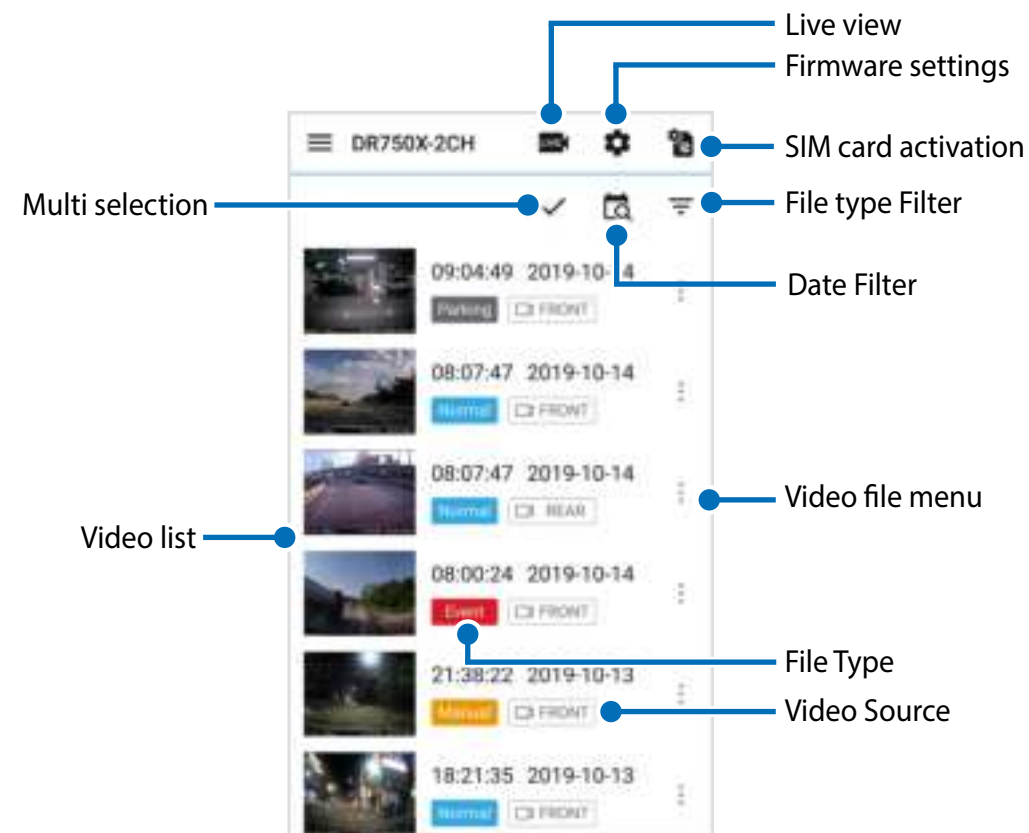 Live view
Firmware settings
DR750X-2CH
SIM card activation
Multi selection
File type Filter
Date Filter
09:04:49 2019-10-14
Parking FRONT
08:07:47 2019-10-14
Normal FRONT
08:07:47 2019-10-14
Normal REAR
Video file menu
Video list
08:00:24 2019-10-14
Event FRONT
File Type
21:38:22 2019-10-13
Manual FRONT
Video Source
18:21:35 2019-10-13
Normal FRONT